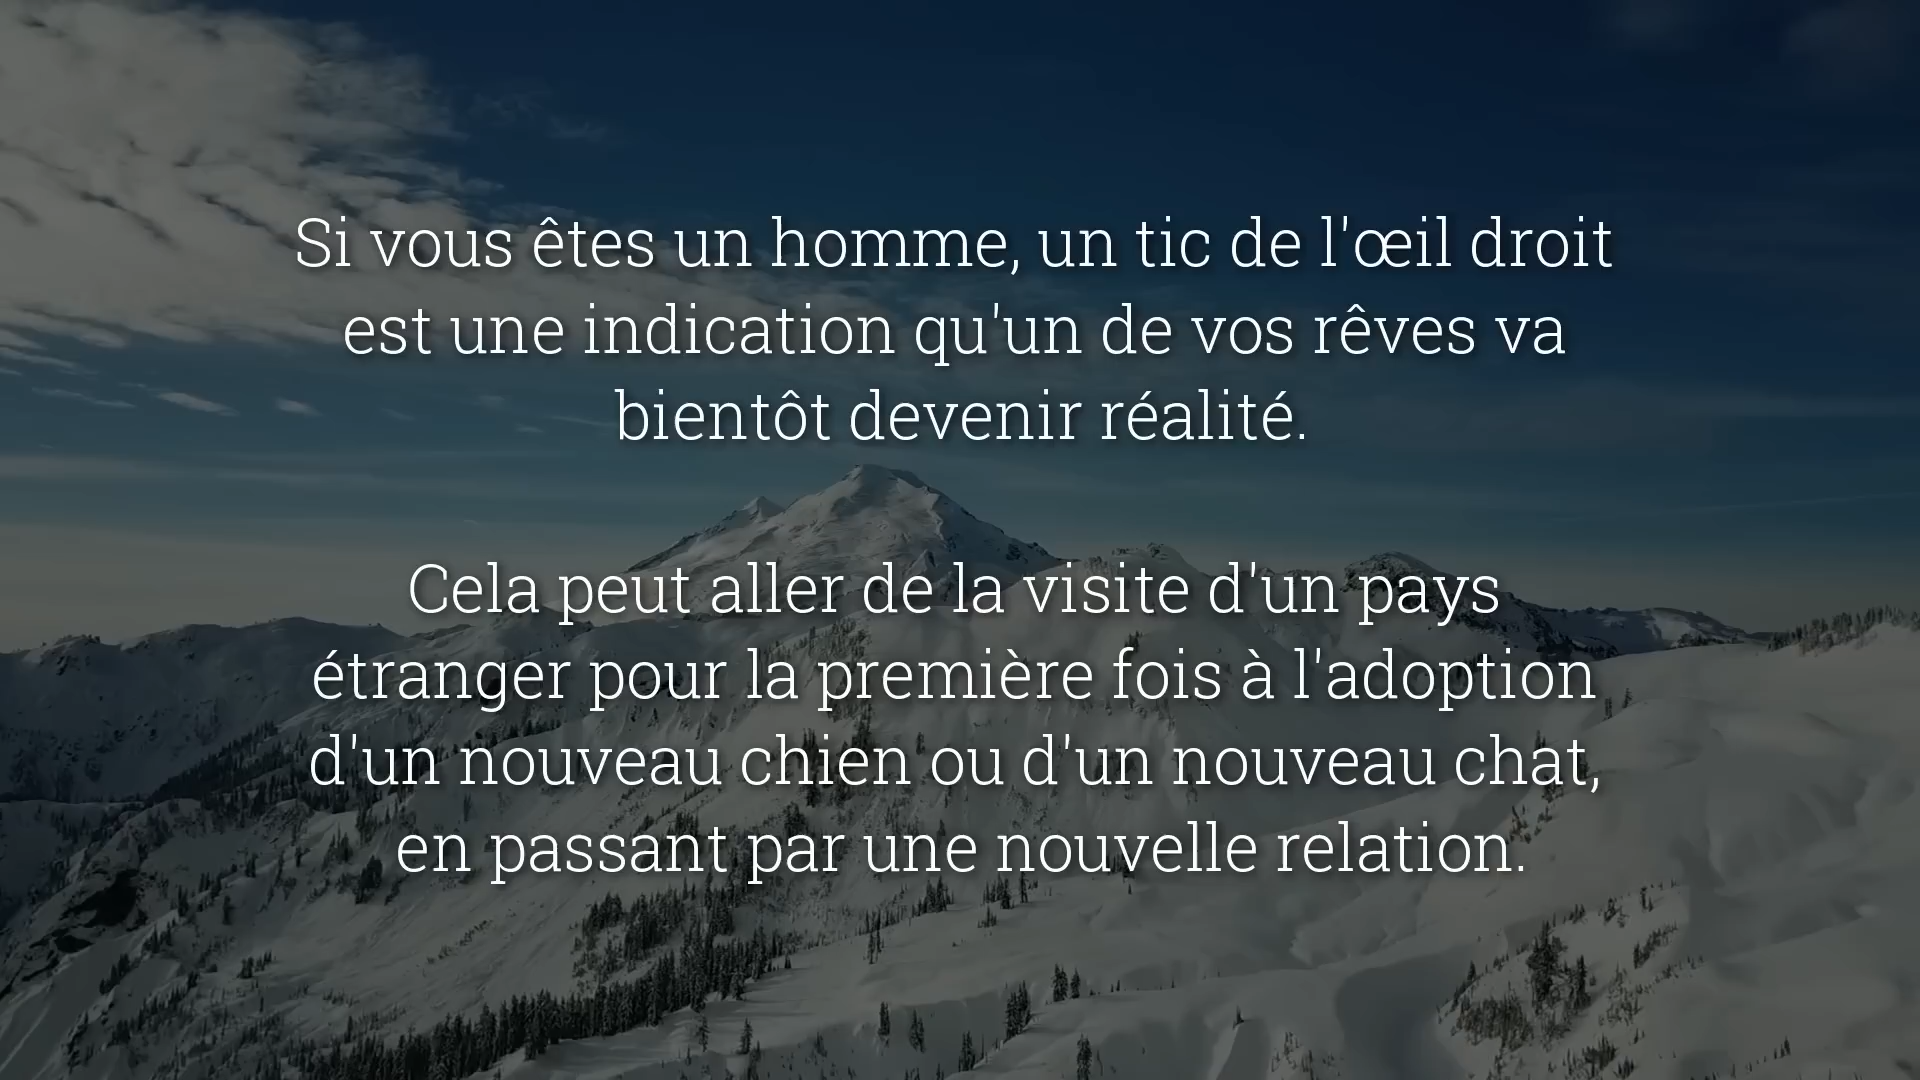 Si vous êtes un homme, un tic de l'œil droit
est une indication qu'un de vos rêves va
bientôt devenir réalité.
Cela peut aller de la visite d'un pays
étranger pour la première fois à l'adoption
d'un nouveau chien ou d'un nouveau chat,
en passant par une nouvelle relation.